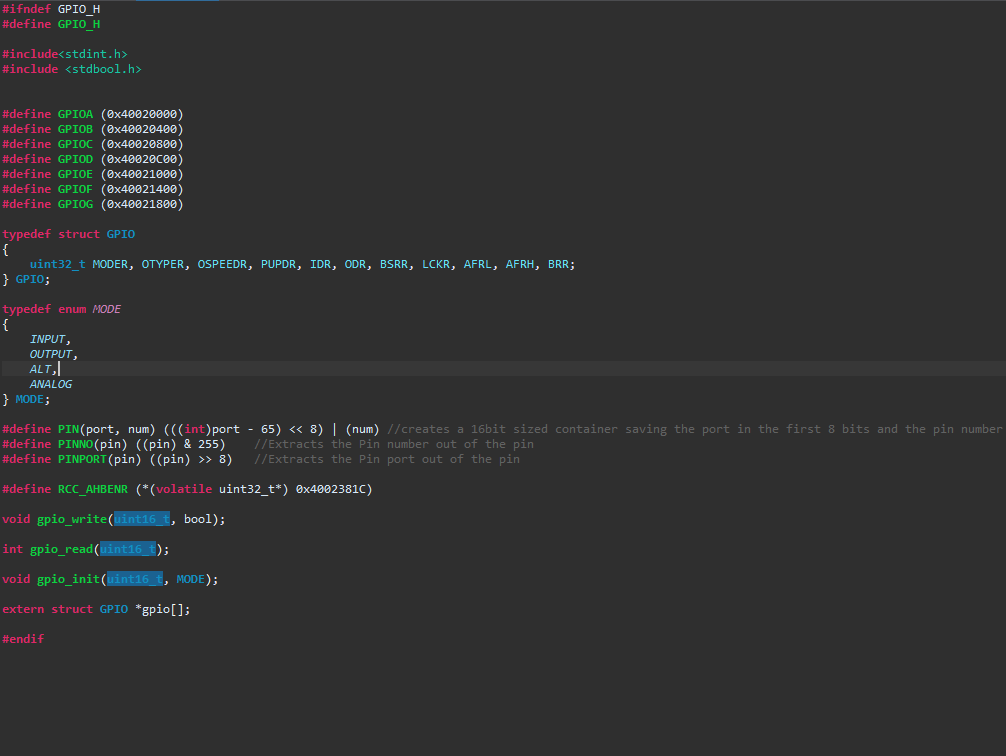 #ifndef GPIO_H
#define GPIO_H
#include<stdint.h>
#include <stdbool.h>
#define GPIOA (0x40020000)
#define GPIOB (0x40020400)
#define GPIOC (0x40020800)
#define GPIOD (0x40020C00)
#define GPIOE (0x40021000)
#define GPIOF (0x40021400)
#define GPIOG (0x40021800)
typedef struct GPIO
{
    uint32_t MODER, OTYPER, OSPEEDR, PUPDR, IDR, ODR, BSRR, LCKR, AFRL, AFRH, BRR;
} GPIO;
typedef enum MODE
{
    INPUT,
    OUTPUT,
    ALT,
    ANALOG
} MODE;
#define PIN(port, num) (((int)port - 65) << 8) | (num) //creates a 16bit sized container saving the port in the first 8 bits and the pin number
#define PINNO(pin) ((pin) & 255)    //Extracts the Pin number out of the pin
#define PINPORT(pin) ((pin) >> 8)   //Extracts the Pin port out of the pin
#define RCC_AHBENR (*(volatile uint32_t*) 0x4002381C)
void gpio_write(uint16_t, bool);
int gpio_read(uint16_t);
void gpio_init(uint16_t, MODE);
extern struct GPIO *gpio[];
#endif